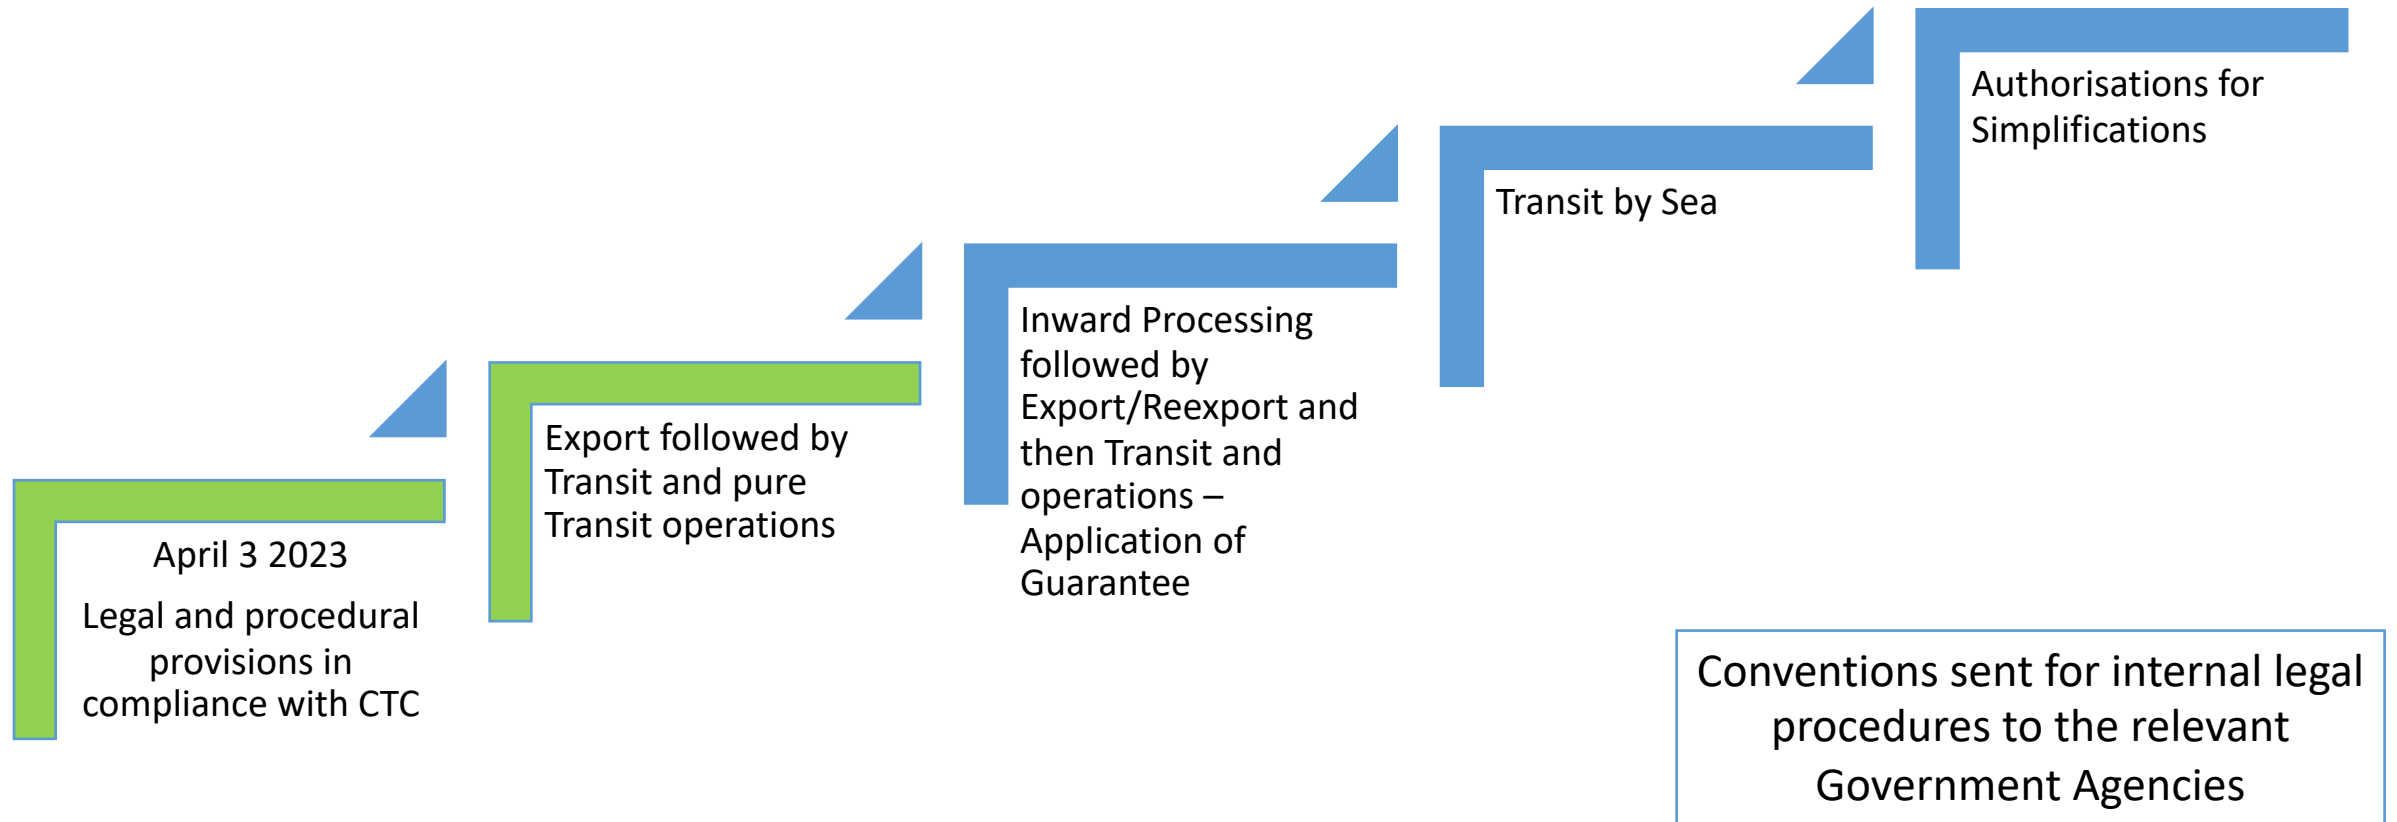 April 3 2023
Legal and procedural
provisions in
compliance with CTC
Export followed by
Transit and pure
Transit operations
Inward Processing
followed by
Export/Reexport and
then Transit and
operations –
Application of
Guarantee
Transit by Sea
Authorisations for
Simplifications
Conventions sent for internal legal
procedures to the relevant
Government Agencies